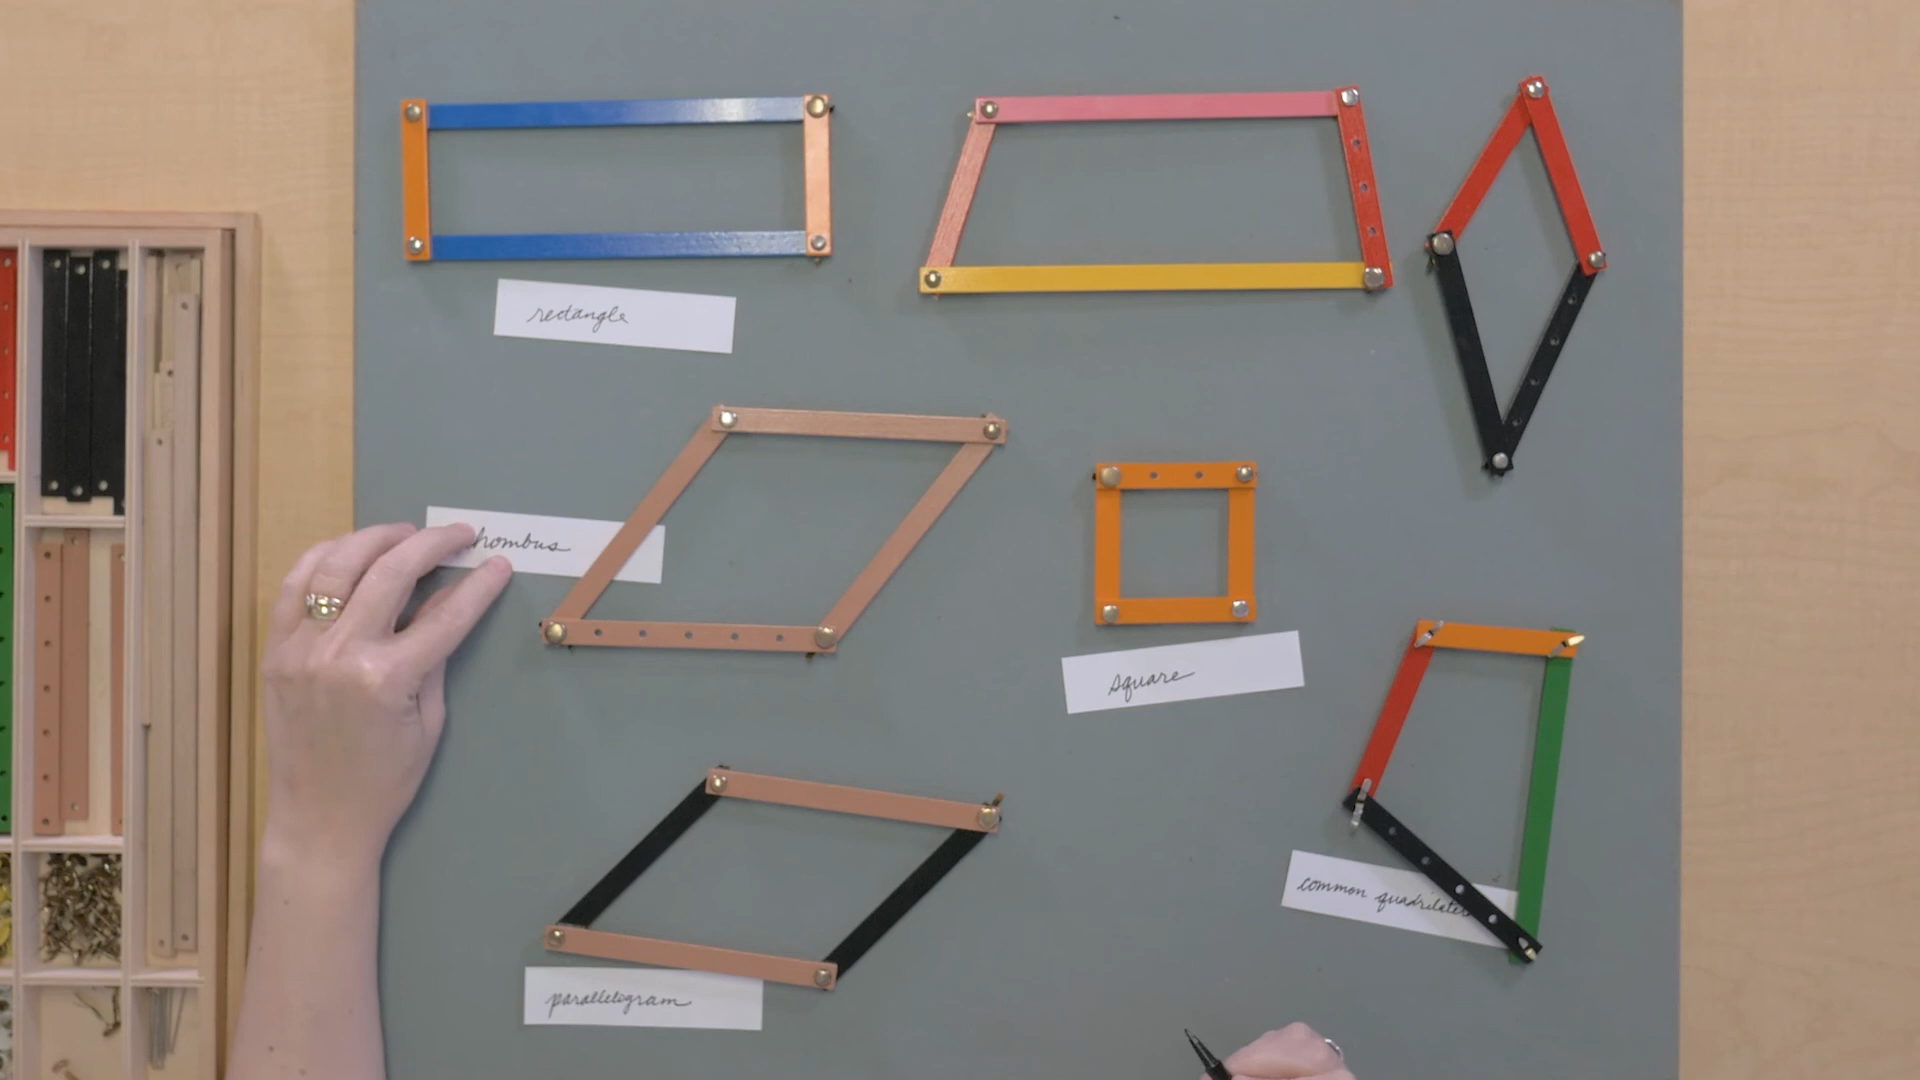 rectangle
hombus
square
common quadrilate
parallelogram